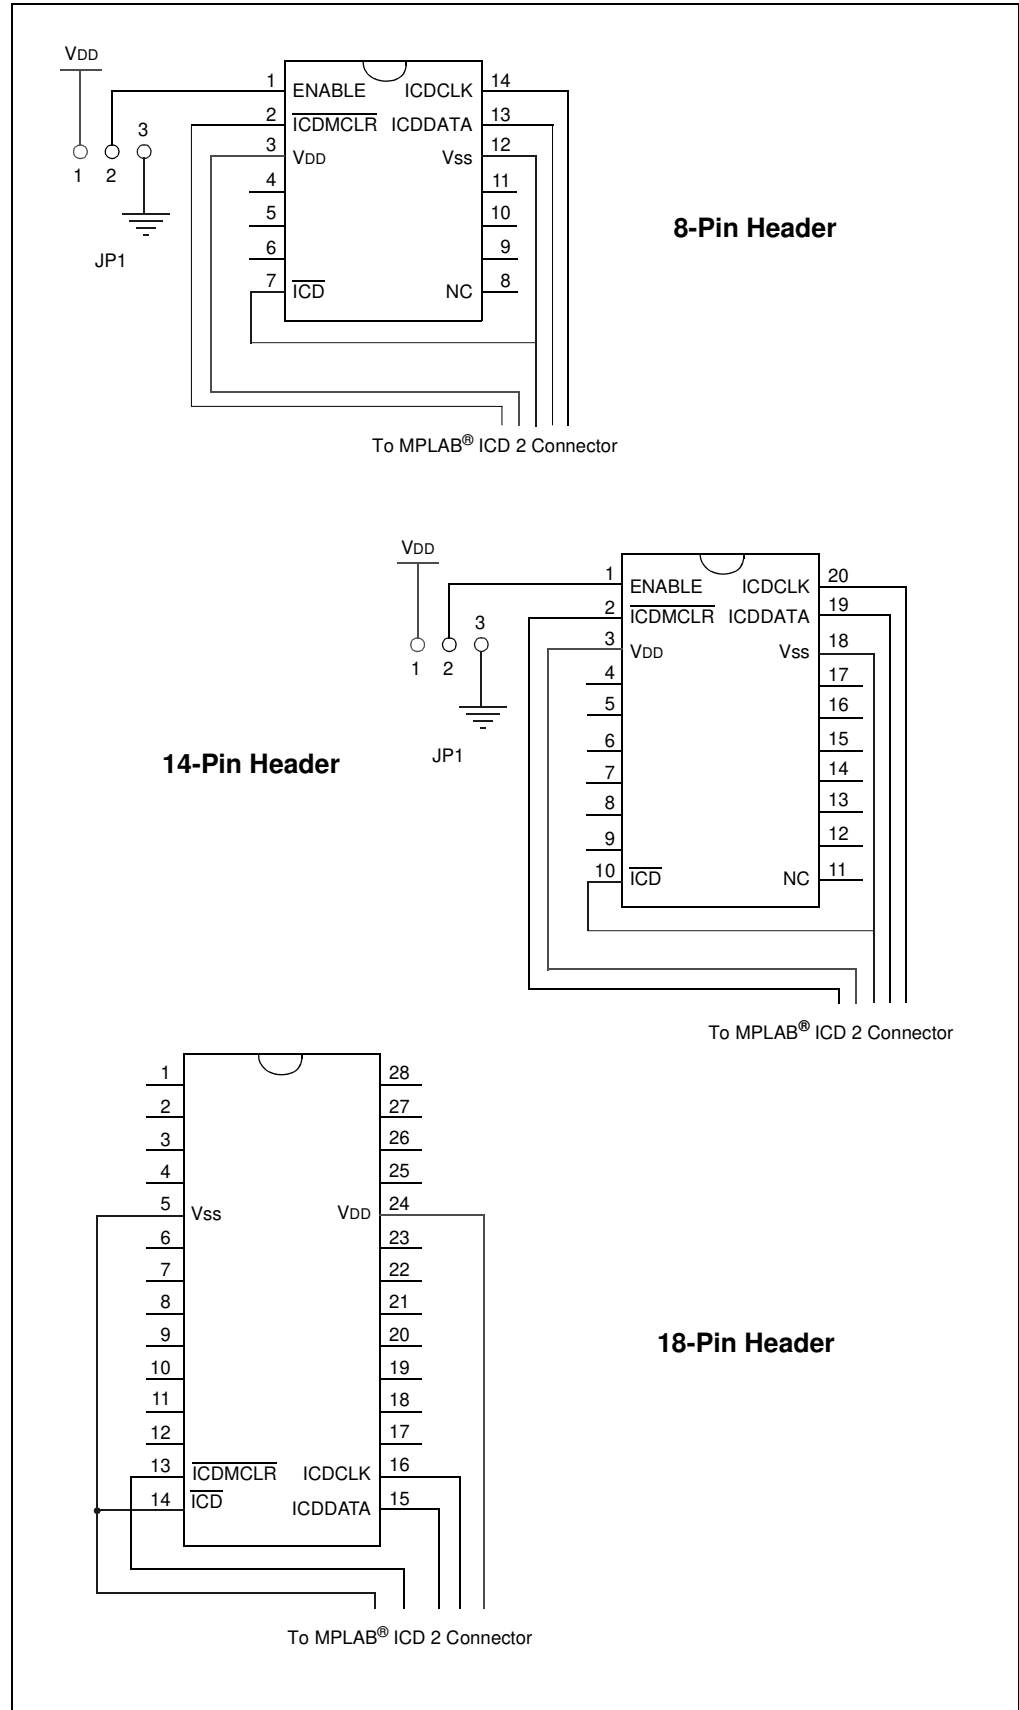 VDD
1 ENABLE ICDCLK 14
2 ICDMCLR ICDDATA 13
3 VDD Vss 12
4 11
5 10
6 9
7 ICD NC 8
3
1 2
JP1
8-Pin Header
To MPLAB® ICD 2 Connector
VDD
1 ENABLE ICDCLK 20
2 ICDMCLR ICDDATA 19
3 VDD Vss 18
4 17
5 16
6 15
7 14
8 13
9 12
10 ICD NC 11
3
1 2
JP1
14-Pin Header
To MPLAB® ICD 2 Connector
1 28
2 27
3 26
4 25
5 Vss VDD 24
6 23
7 22
8 21
9 20
10 19
11 18
12 17
13 ICDMCLR ICDCLK 16
14 ICD ICDDATA 15
18-Pin Header
To MPLAB® ICD 2 Connector